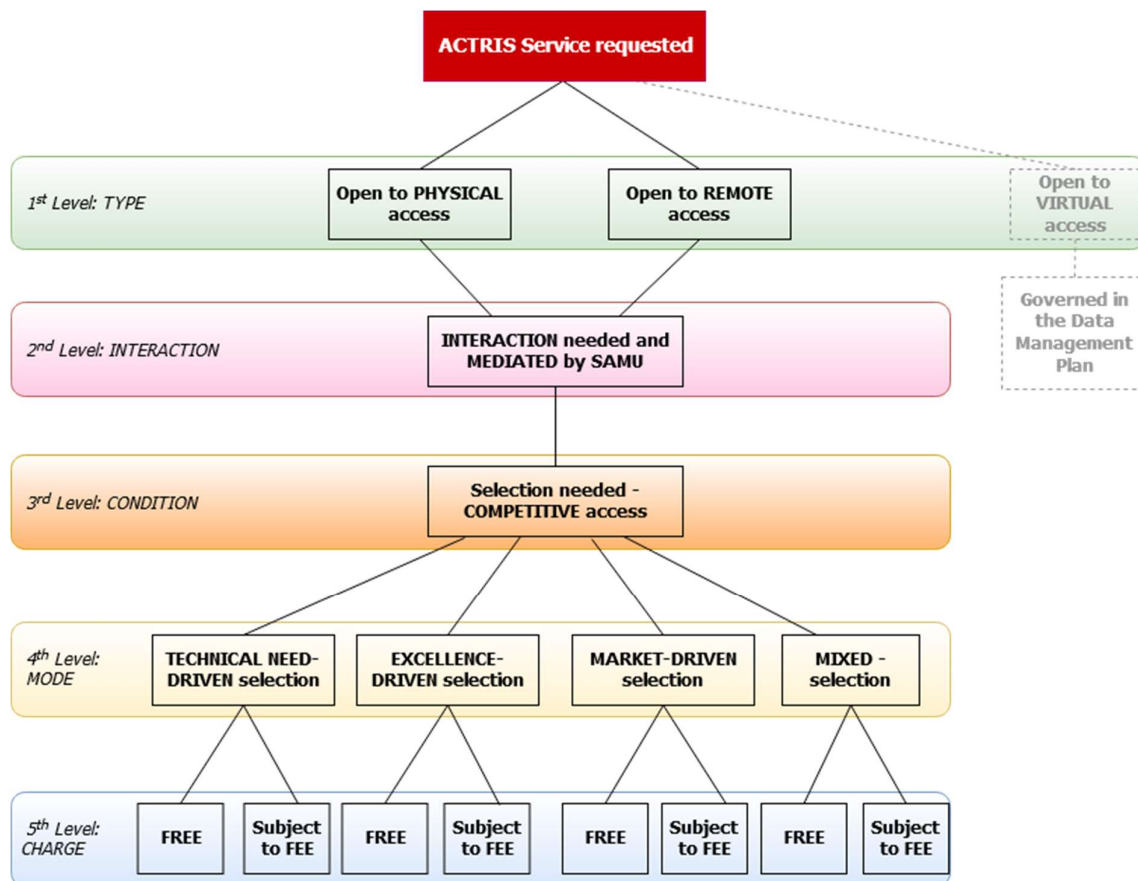 ACTRIS Service requested
1st Level: TYPE
Open to PHYSICAL
access
Open to REMOTE
access
Open to
VIRTUAL
access
2nd Level: INTERACTION
INTERACTION needed and
MEDIATED by SAMU
Governed in
the Data
Management
Plan
3rd Level: CONDITION
Selection needed -
COMPETITIVE access
4th Level:
MODE
TECHNICAL NEED-
DRIVEN selection
EXCELLENCE-
DRIVEN selection
MARKET-DRIVEN
selection
MIXED -
selection
5th Level:
CHARGE
FREE
Subject
to FEE
FREE
Subject
to FEE
FREE
Subject
to FEE
FREE
Subject
to FEE